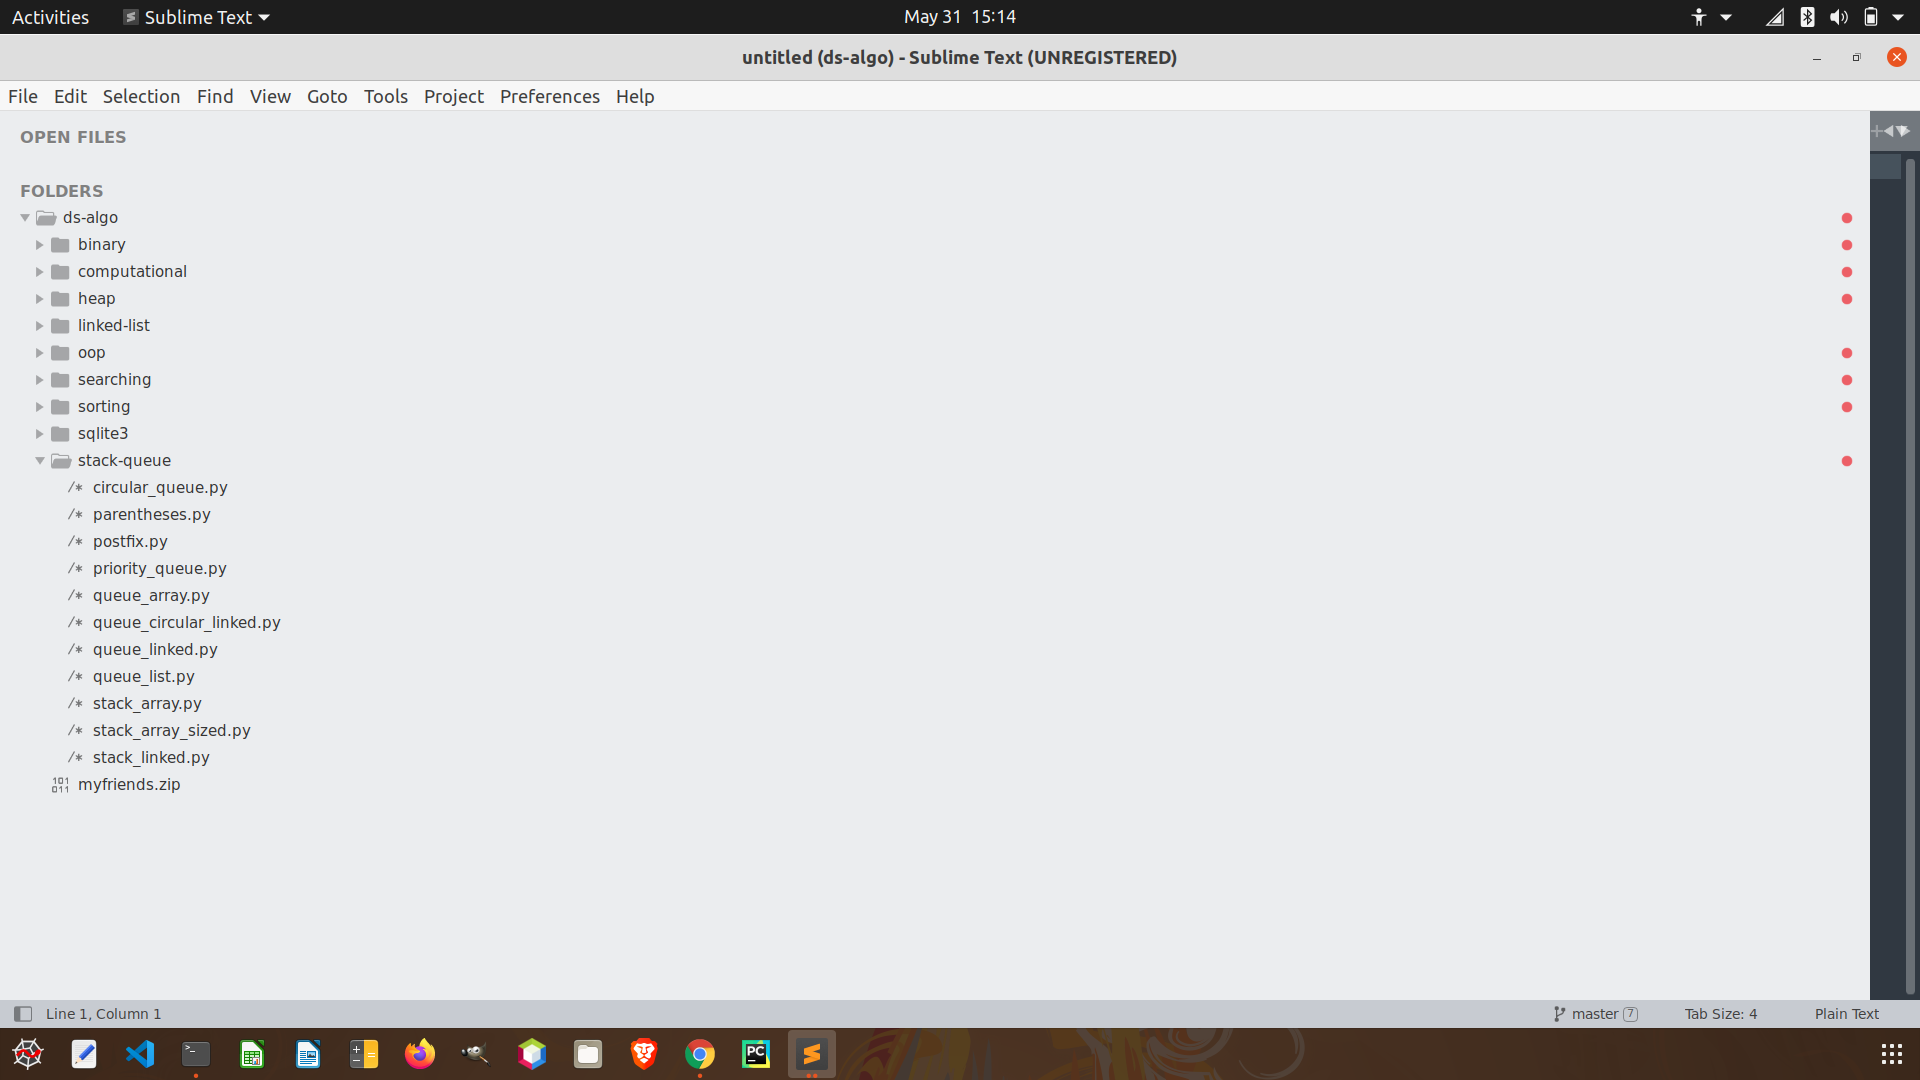 Activities Sublime Text May 31 15:14
untitled (ds-algo) - Sublime Text (UNREGISTERED)
File Edit Selection Find View Goto Tools Project Preferences Help
OPEN FILES
FOLDERS
ds-algo
binary
computational
heap
linked-list
oop
searching
sorting
sqlite3
stack-queue
/* circular_queue.py
/* parentheses.py
/* postfix.py
/* priority_queue.py
/* queue_array.py
/* queue_circular_linked.py
/* queue_linked.py
/* queue_list.py
/* stack_array.py
/* stack_array_sized.py
/* stack_linked.py
myfriends.zip
Line 1, Column 1 master 7 Tab Size: 4 Plain Text